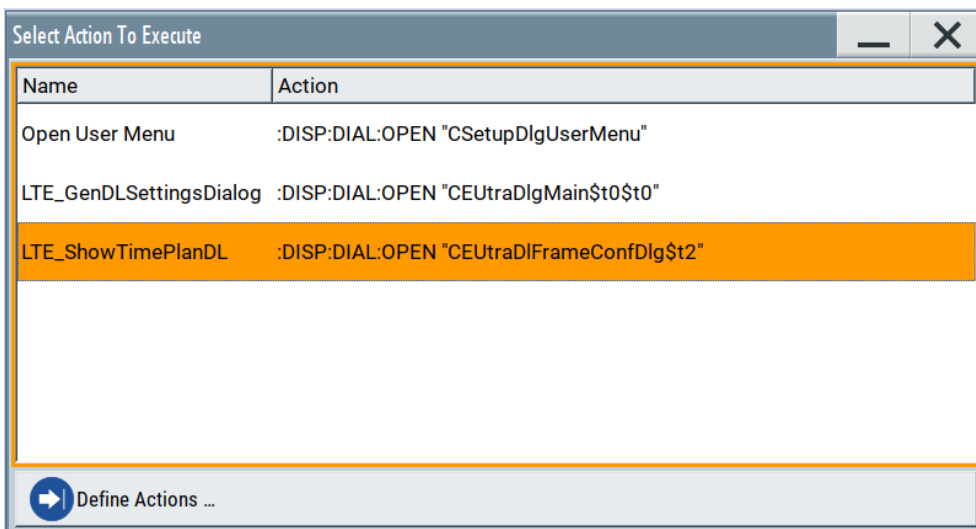 Select Action To Execute
Name Action
Open User Menu :DISP:DIAL:OPEN "CSetupDlgUserMenu"
LTE_GenDLSettingsDialog :DISP:DIAL:OPEN "CEUtraDlgMain$t0$t0"
LTE_ShowTimePlanDL :DISP:DIAL:OPEN "CEUtraDlFrameConfDlg$t2"
Define Actions ...